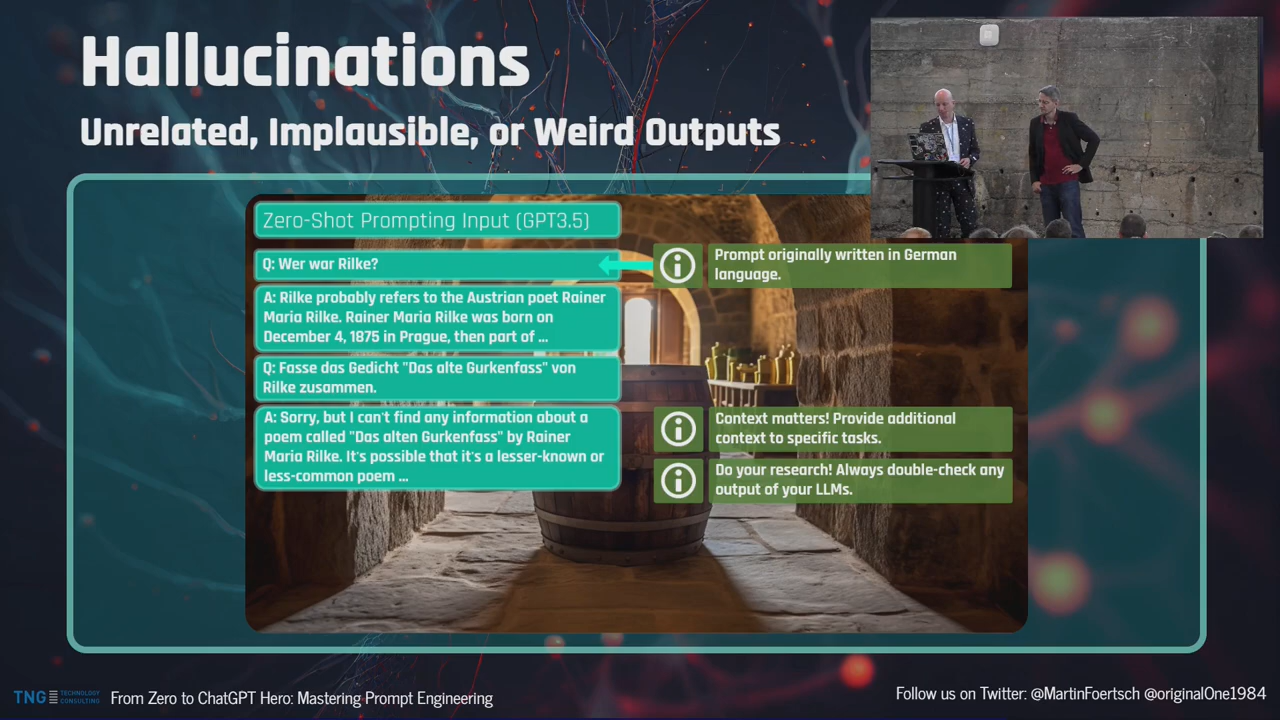 Hallucinations
Unrelated, Implausible, or Weird Outputs
Zero-Shot Prompting Input (GPT3.5)
Q: Wer war Rilke?
Prompt originally written in German
language.
A: Rilke probably refers to the Austrian poet Rainer
Maria Rilke. Rainer Maria Rilke was born on
December 4, 1875 in Prague, then part of ...
Q: Fasse das Gedicht "Das alte Gurkenfass" von
Rilke zusammen.
A: Sorry, but I can't find any information about a
poem called "Das alten Gurkenfass" by Rainer
Maria Rilke. It's possible that it's a lesser-known or
less-common poem ...
Context matters! Provide additional
context to specific tasks.
Do your research! Always double-check any
output of your LLMs.
TNG TECHNOLOGY
CONSULTING
From Zero to ChatGPT Hero: Mastering Prompt Engineering
Follow us on Twitter: @MartinFoertsch @originalOne1984